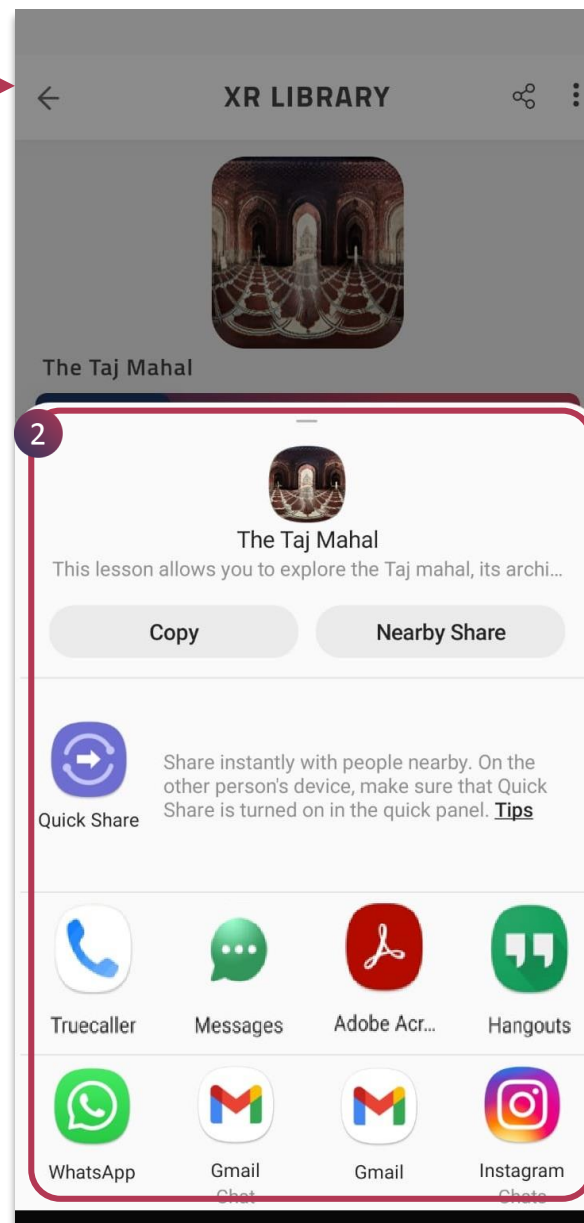 XR LIBRARY
The Taj Mahal
2
The Taj Mahal
This lesson allows you to explore the Taj mahal, its archi...
Copy
Nearby Share
Share instantly with people nearby. On the
other person's device, make sure that Quick
Share is turned on in the quick panel. Tips
Quick Share
Truecaller
Messages
Adobe Acr...
Hangouts
WhatsApp
Gmail
Chat
Gmail
Instagram
Chats